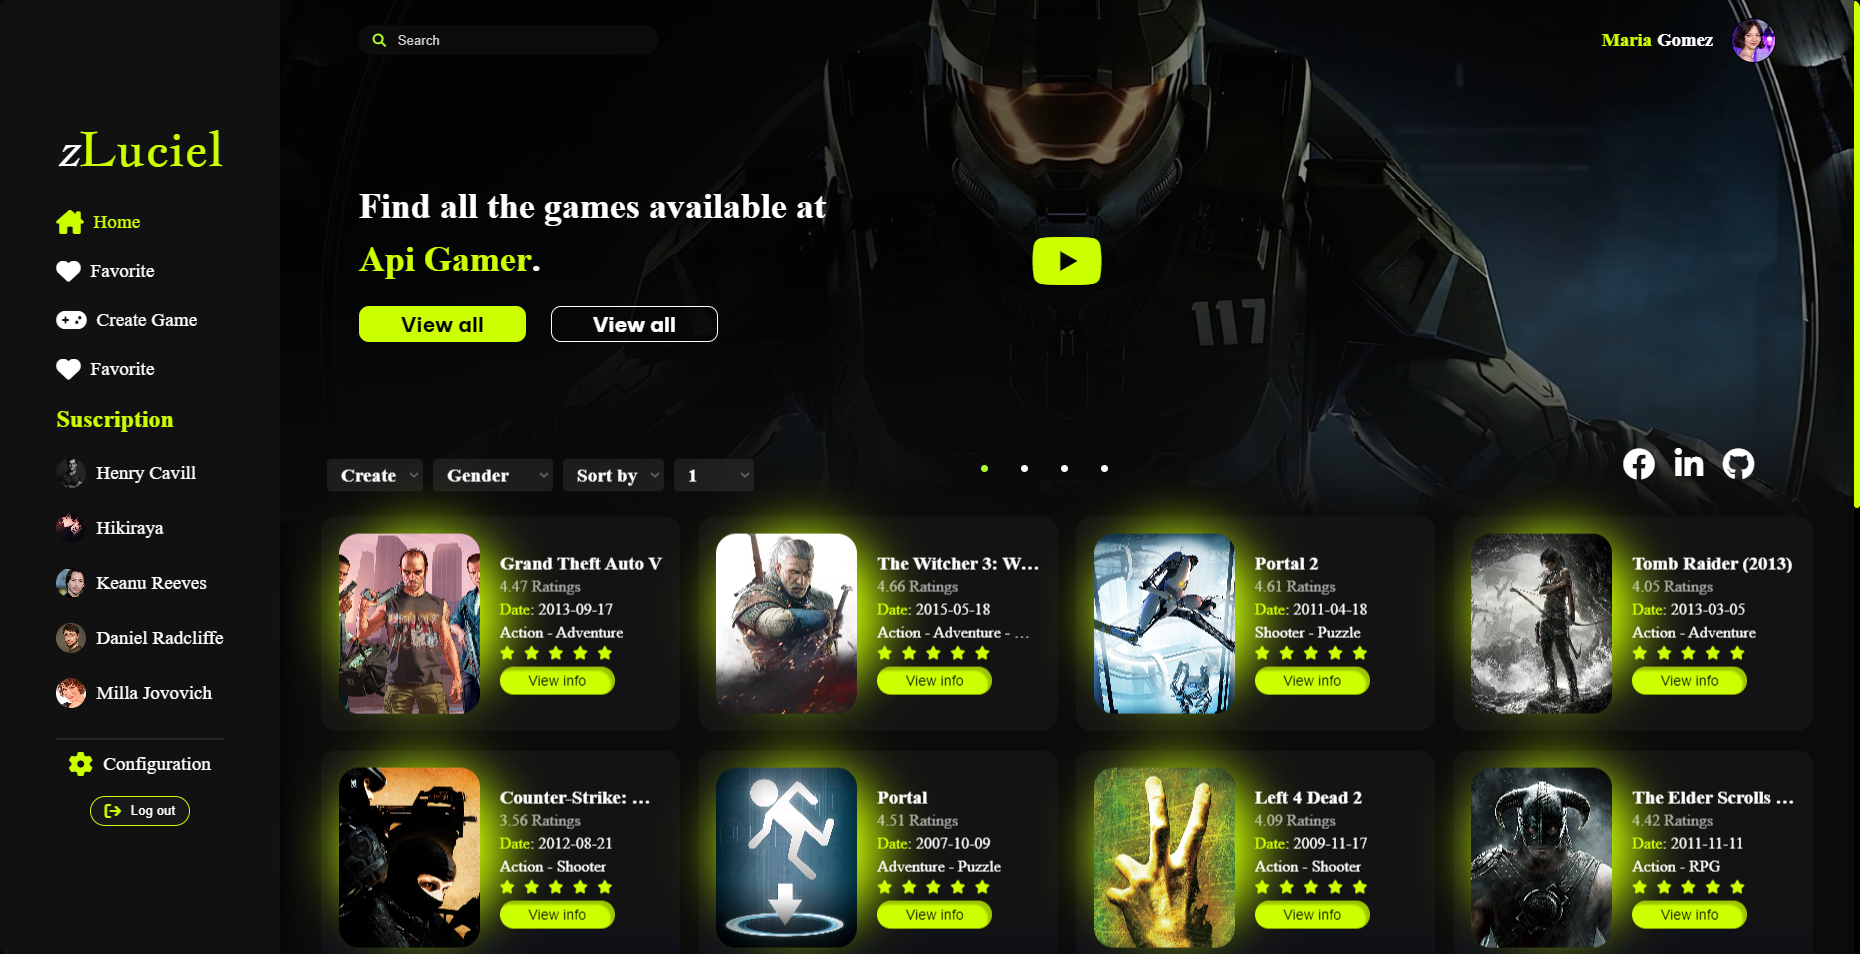 Search
Maria Gomez
zLuciel
Home
Favorite
Create Game
Favorite
Suscription
Henry Cavill
Hikiraya
Keanu Reeves
Daniel Radcliffe
Milla Jovovich
Configuration
Log out
Find all the games available at
Api Gamer.
View all
View all
117
Create
Gender
Sort by
1
Grand Theft Auto V
4.47 Ratings
Date: 2013-09-17
Action - Adventure
View info
The Witcher 3: W...
4.66 Ratings
Date: 2015-05-18
Action - Adventure - ...
View info
Portal 2
4.61 Ratings
Date: 2011-04-18
Shooter - Puzzle
View info
Tomb Raider (2013)
4.05 Ratings
Date: 2013-03-05
Action - Adventure
View info
Counter-Strike: ...
3.56 Ratings
Date: 2012-08-21
Action - Shooter
View info
Portal
4.51 Ratings
Date: 2007-10-09
Adventure - Puzzle
View info
Left 4 Dead 2
4.09 Ratings
Date: 2009-11-17
Action - Shooter
View info
The Elder Scrolls ...
4.42 Ratings
Date: 2011-11-11
Action - RPG
View info